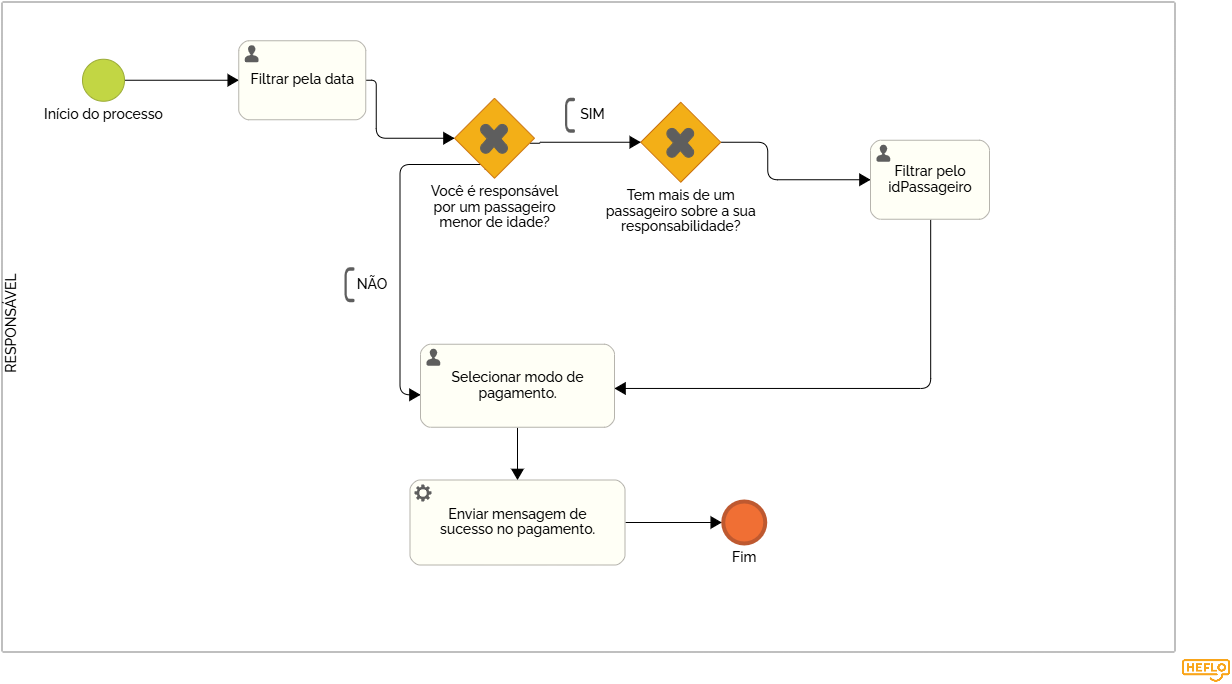 Filtrar pela data
Início do processo
SIM
Você é responsável
por um passageiro
menor de idade?
Tem mais de um
passageiro sobre a sua
responsabilidade?
Filtrar pelo
idPassageiro
NÃO
RESPONSÁVEL
Selecionar modo de
pagamento.
Enviar mensagem de
sucesso no pagamento.
Fim
HEFLO